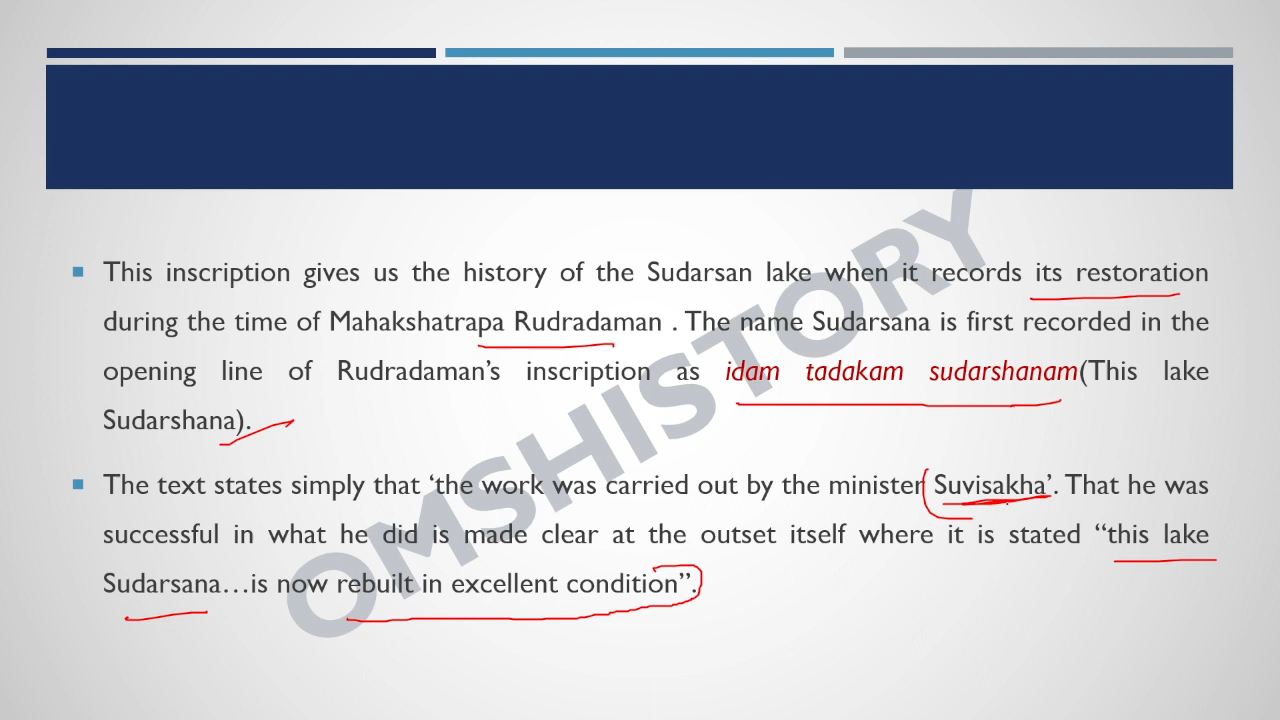 This inscription gives us the history of the Sudarsan lake when it records its restoration
during the time of Mahakshatrapa Rudradaman . The name Sudarsana is first recorded in the
opening line of Rudradaman's inscription as idam tadakam sudarshanam(This lake
Sudarshana).
The text states simply that ‘the work was carried out by the minister Suvisakha’. That he was
successful in what he did is made clear at the outset itself where it is stated “this lake
Sudarsana…is now rebuilt in excellent condition”.
OMSHISTORY